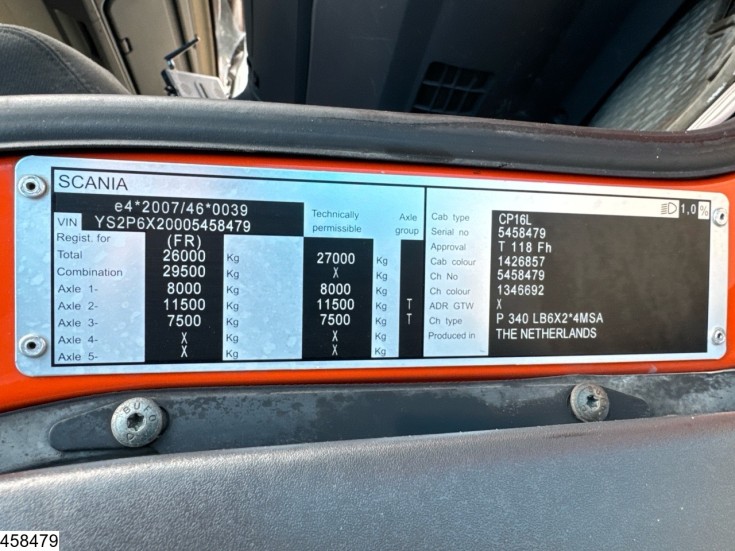 SCANIA
e4*2007/46*0039
VIN YS2P6X20005458479
Technically permissible Axle group
Regist. for (FR)
Total 26000 Kg 27000 Kg
Combination 29500 Kg X Kg
Axle 1- 8000 Kg 8000 Kg
Axle 2- 11500 Kg 11500 Kg T
Axle 3- 7500 Kg 7500 Kg T
Axle 4- X Kg X Kg
Axle 5- X Kg X Kg
1,0 %
Cab type CP16L
Serial no 5458479
Approval T 118 Fh
Cab colour 1426857
Ch No 5458479
Ch colour 1346692
ADR GTW X
Ch type P 340 LB6X2*4MSA
Produced in THE NETHERLANDS
BUFO
458479